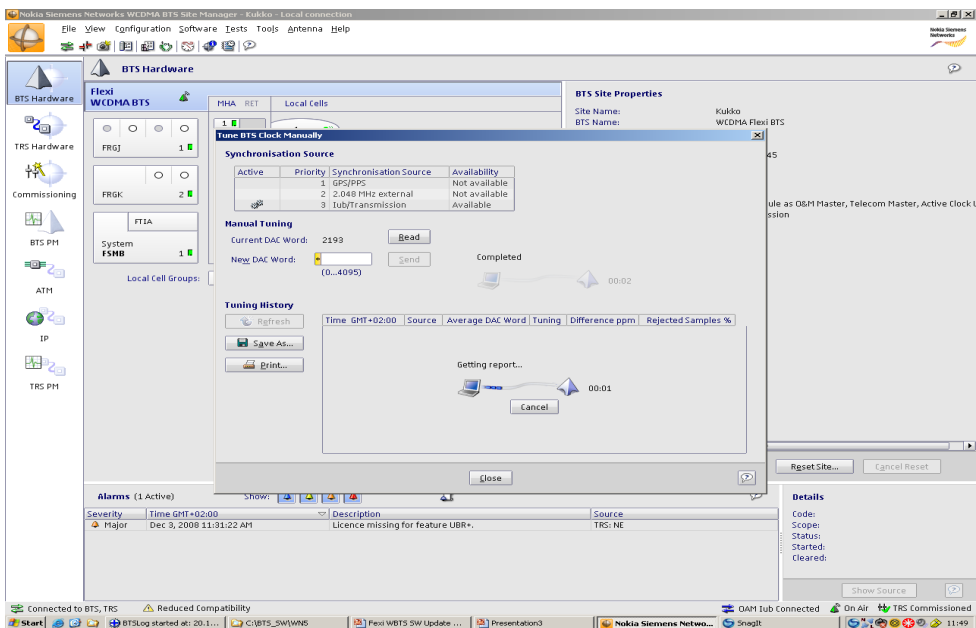 Nokia Siemens Networks WCDMA BTS Site Manager - Kukko - Local connection
File View Configuration Software Tests Tools Antenna Help
Nokia Siemens
Networks
BTS Hardware
TRS Hardware
Commissioning
BTS PM
ATM
IP
TRS PM
BTS Hardware
Flexi
WCDMA BTS
FRGJ 1
FRGK 2
FTIA
System
FSMB 1
Local Cell Groups:
MHA RET Local Cells
1
BTS Site Properties
Site Name: Kukko
BTS Name: WCDMA Flexi BTS
45
ule as O&M Master, Telecom Master, Active Clock U
ssion
Tune BTS Clock Manually
Synchronisation Source
Active Priority Synchronisation Source Availability
1 GPS/PPS Not available
2 2.048 MHz external Not available
3 Iub/Transmission Available
Manual Tuning
Current DAC Word: 2193 Read
New DAC Word: Send
(0...4095)
Completed
00:02
Tuning History
Refresh
Save As...
Print...
Time GMT+02:00 Source Average DAC Word Tuning Difference ppm Rejected Samples %
Getting report...
00:01
Cancel
Close
Reset Site... Cancel Reset
Alarms (1 Active) Show:
Severity Time GMT+02:00 Description Source
Major Dec 3, 2008 11:31:22 AM Licence missing for feature UBR+. TRS: NE
Details
Code:
Scope:
Status:
Started:
Cleared:
Show Source
Connected to BTS, TRS Reduced Compatibility OAM Iub Connected On Air TRS Commissioned
Start BTSLog started at: 20.1... C:\BTS_SW\WN5 Fexi WBTS SW Update ... Presentation3 Nokia Siemens Netwo... SnagIt 11:49